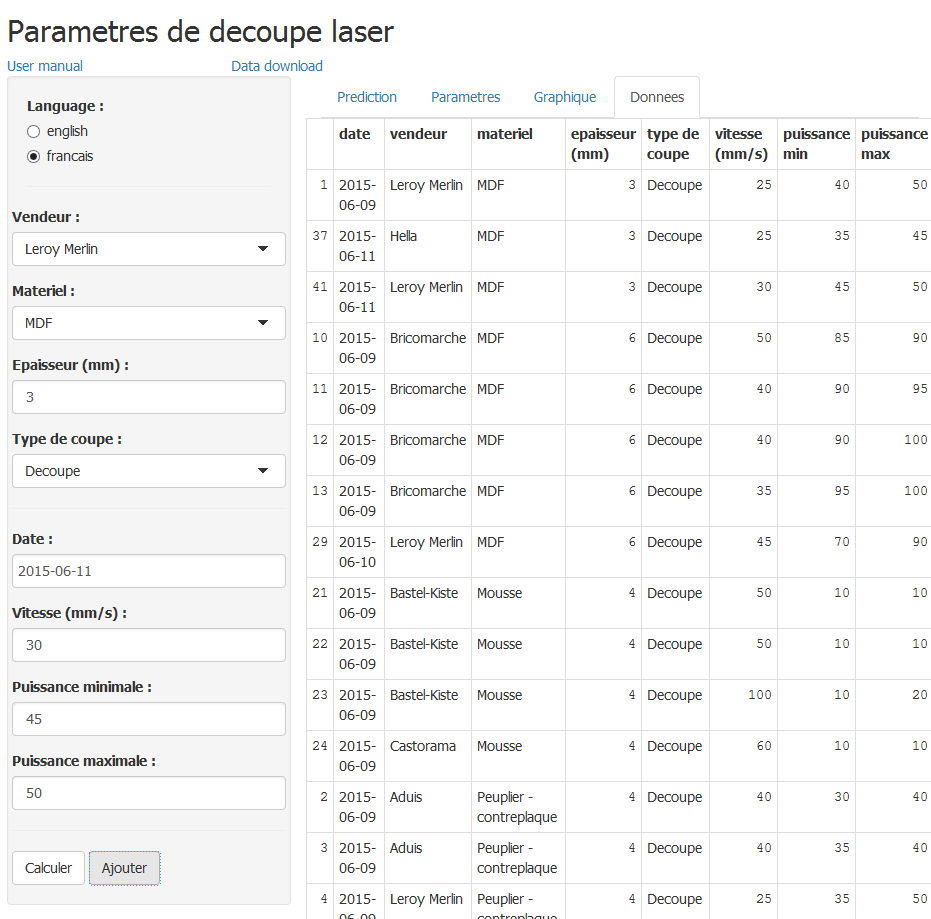 Parametres de decoupe laser
User manual Data download
Language :
english
francais
Vendeur :
Leroy Merlin
Materiel :
MDF
Epaisseur (mm) :
3
Type de coupe :
Decoupe
Date :
2015-06-11
Vitesse (mm/s) :
30
Puissance minimale :
45
Puissance maximale :
50
Calculer Ajouter
Prediction Parametres Graphique Donnees
date vendeur materiel epaisseur (mm) type de coupe vitesse (mm/s) puissance min puissance max
1 2015-06-09 Leroy Merlin MDF 3 Decoupe 25 40 50
37 2015-06-11 Hella MDF 3 Decoupe 25 35 45
41 2015-06-11 Leroy Merlin MDF 3 Decoupe 30 45 50
10 2015-06-09 Bricomarche MDF 6 Decoupe 50 85 90
11 2015-06-09 Bricomarche MDF 6 Decoupe 40 90 95
12 2015-06-09 Bricomarche MDF 6 Decoupe 40 90 100
13 2015-06-09 Bricomarche MDF 6 Decoupe 35 95 100
29 2015-06-10 Leroy Merlin MDF 6 Decoupe 45 70 90
21 2015-06-09 Bastel-Kiste Mousse 4 Decoupe 50 10 10
22 2015-06-09 Bastel-Kiste Mousse 4 Decoupe 50 10 10
23 2015-06-09 Bastel-Kiste Mousse 4 Decoupe 100 10 20
24 2015-06-09 Castorama Mousse 4 Decoupe 60 10 10
2 2015-06-09 Aduis Peuplier - contreplaque 4 Decoupe 40 30 40
3 2015-06-09 Aduis Peuplier - contreplaque 4 Decoupe 40 35 40
4 2015-06-09 Leroy Merlin Peuplier - contreplaque 4 Decoupe 25 35 50